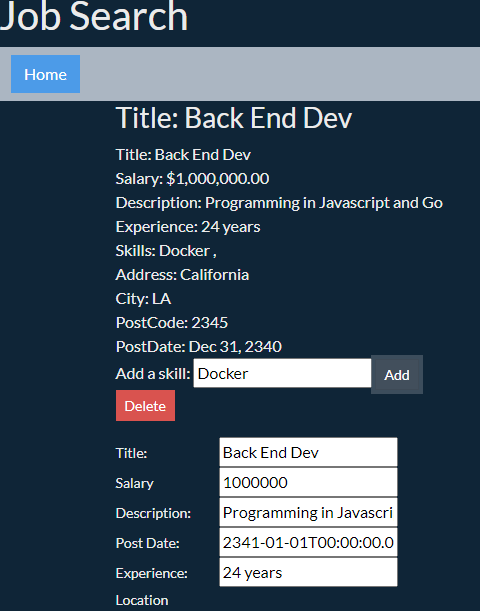 Job Search
Home
Title: Back End Dev
Title: Back End Dev
Salary: $1,000,000.00
Description: Programming in Javascript and Go
Experience: 24 years
Skills: Docker ,
Address: California
City: LA
PostCode: 2345
PostDate: Dec 31, 2340
Add a skill: Docker Add
Delete
Title: Back End Dev
Salary 1000000
Description: Programming in Javascri
Post Date: 2341-01-01T00:00:00.0
Experience: 24 years
Location